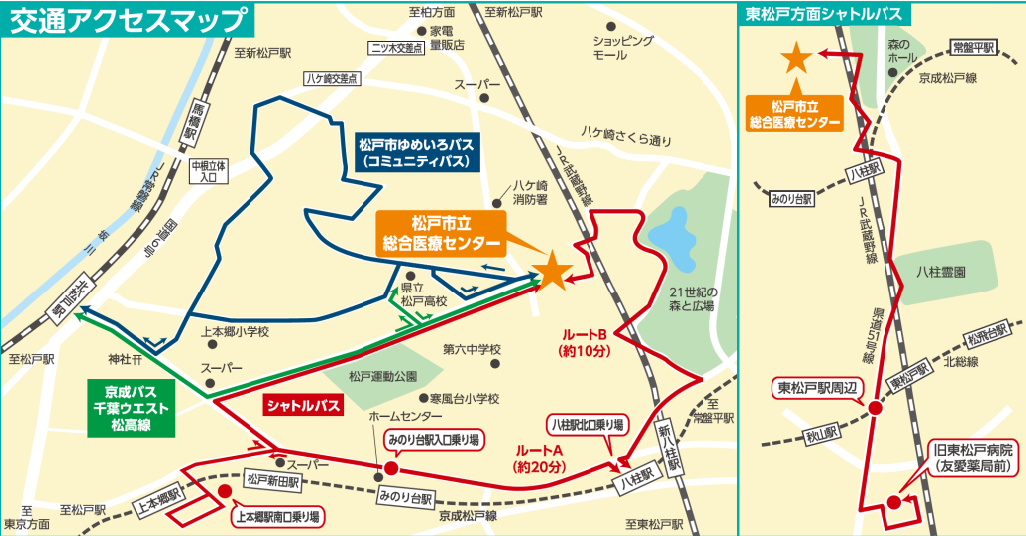 交通アクセスマップ
至柏方面
至新松戸駅
家電
量販店
二ツ木交差点
ショッピング
モール
至新松戸駅
八ケ崎交差点
スーパー
馬橋駅
八ケ崎さくら通り
松戸市ゆめいろバス
(コミュニティバス)
中根立体
入口
JR武蔵野線
JR常磐線
八ケ崎
消防署
国道6号
坂川
松戸市立
総合医療センター
北松戸駅
県立
松戸高校
21世紀の
森と広場
上本郷小学校
ルートB
(約10分)
至松戸駅
神社
第六中学校
スーパー
松戸運動公園
京成バス
千葉ウエスト
松高線
シャトルバス
寒風台小学校
ホームセンター
至
常盤平駅
みのり台駅入口乗り場
八柱駅北口乗り場
新八柱駅
ルートA
(約20分)
スーパー
松戸新田駅
八柱駅
上本郷駅
みのり台駅
至
東京方面
至松戸駅
上本郷駅南口乗り場
京成松戸線
至東松戸駅
東松戸方面シャトルバス
森の
ホール
常盤平駅
京成松戸線
松戸市立
総合医療センター
八柱駅
みのり台駅
JR武蔵野線
八柱霊園
県道51号線
松飛台駅
北総線
東松戸駅
東松戸駅周辺
秋山駅
旧東松戸病院
(友愛薬局前)